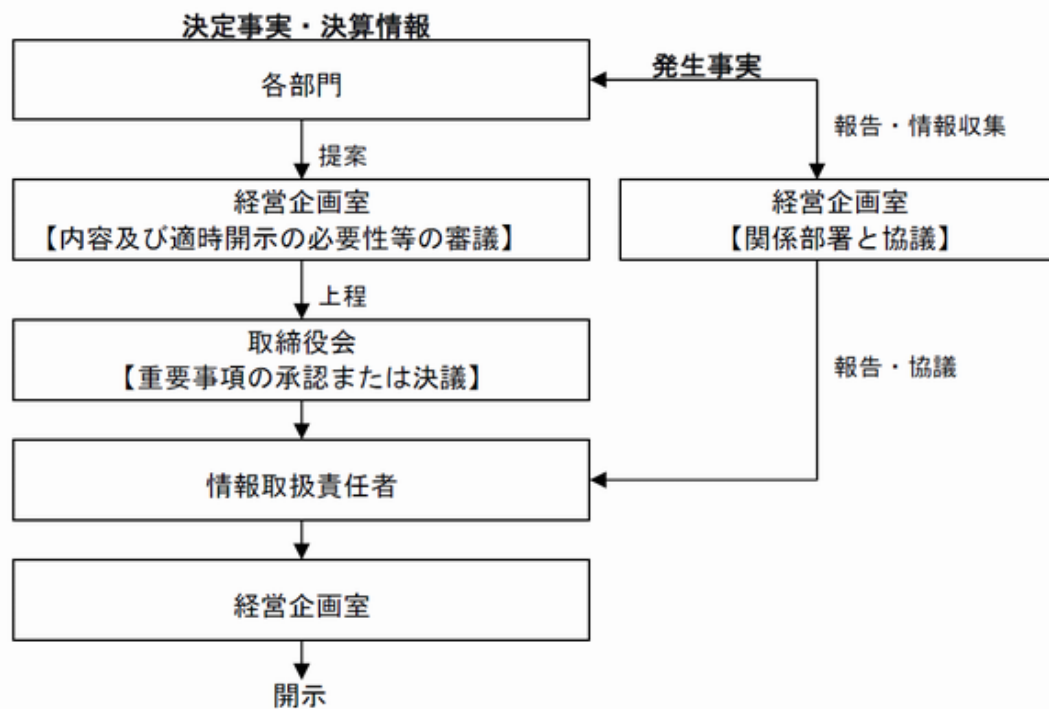 決定事実・決算情報
各部門
発生事実
報告・情報収集
提案
経営企画室
【内容及び適時開示の必要性等の審議】
経営企画室
【関係部署と協議】
上程
取締役会
【重要事項の承認または決議】
報告・協議
情報取扱責任者
経営企画室
開示